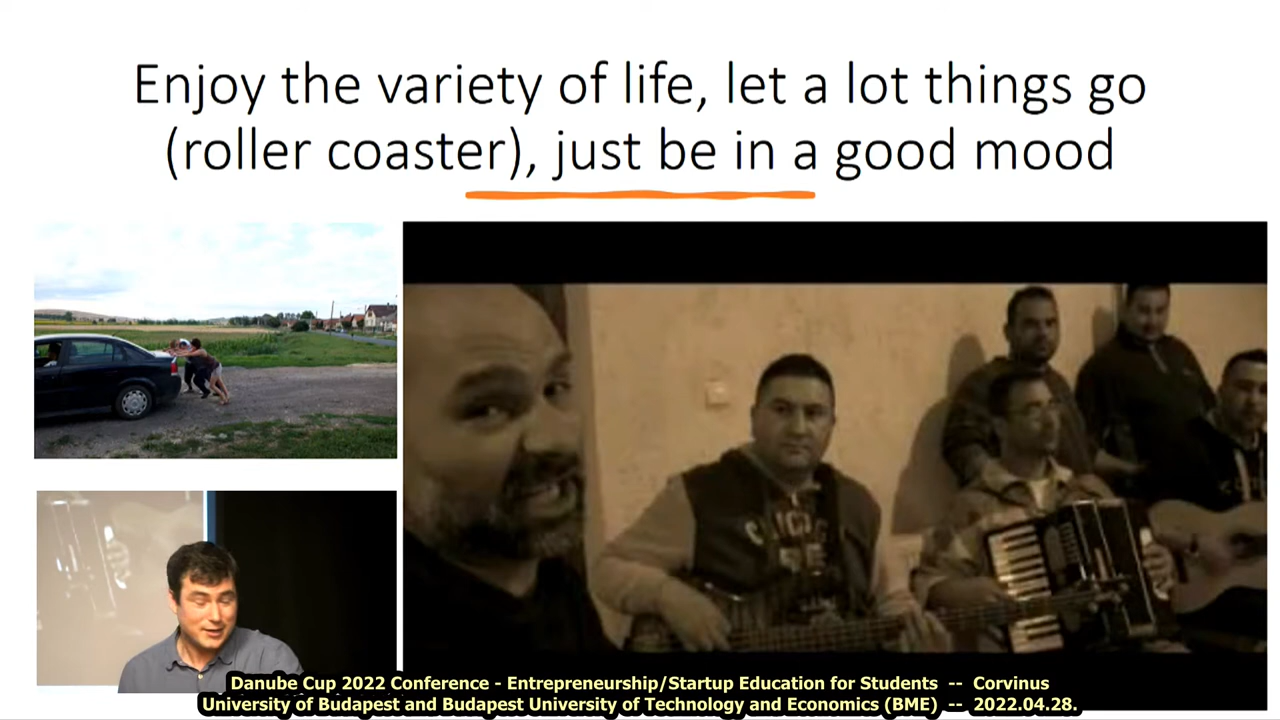 Enjoy the variety of life, let a lot things go
(roller coaster), just be in a good mood
Danube Cup 2022 Conference - Entrepreneurship/Startup Education for Students -- Corvinus
University of Budapest and Budapest University of Technology and Economics (BME) -- 2022.04.28.